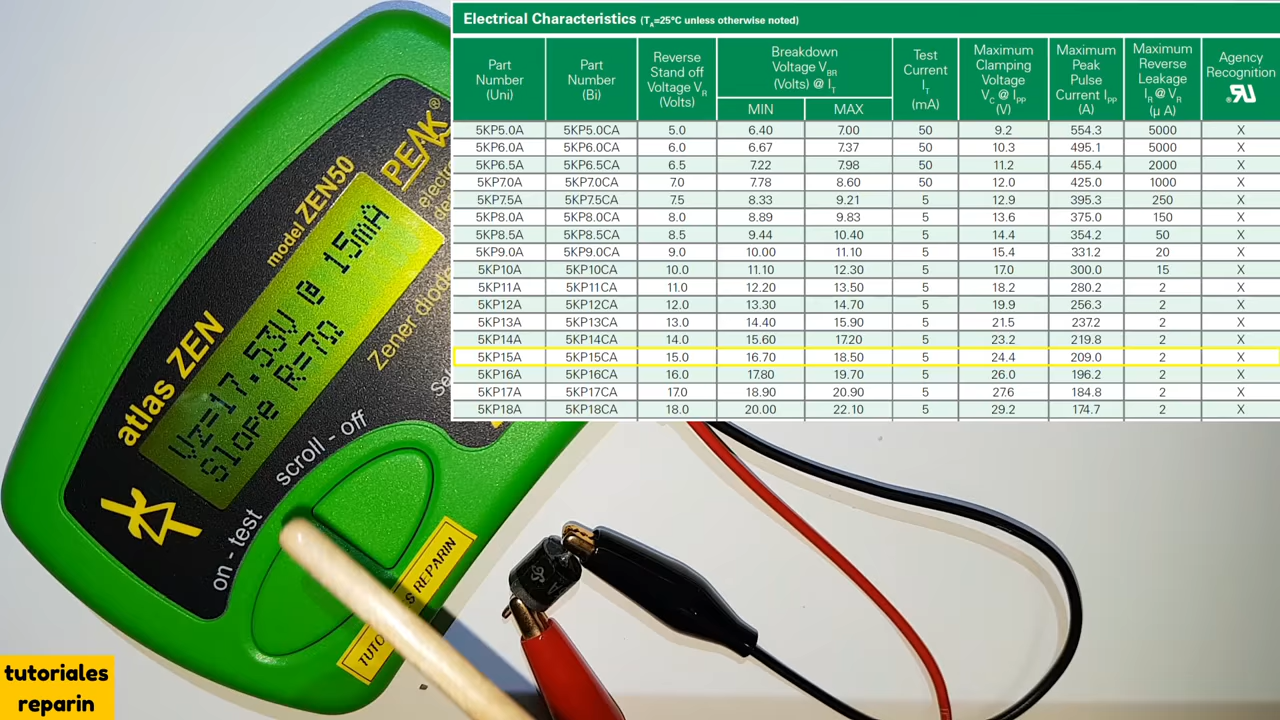 Electrical Characteristics (TA=25°C unless otherwise noted)
Part Number (Uni) Part Number (Bi) Reverse Stand off Voltage VR (Volts) Breakdown Voltage VBR (Volts) @ IT MIN MAX Test Current IT (mA) Maximum Clamping Voltage VC @ IPP (V) Maximum Peak Pulse Current IPP (A) Maximum Reverse Leakage IR @ VR (µ A) Agency Recognition
5KP5.0A 5KP5.0CA 5.0 6.40 7.00 50 9.2 554.3 5000 X
5KP6.0A 5KP6.0CA 6.0 6.67 7.37 50 10.3 495.1 5000 X
5KP6.5A 5KP6.5CA 6.5 7.22 7.98 50 11.2 455.4 2000 X
5KP7.0A 5KP7.0CA 7.0 7.78 8.60 50 12.0 425.0 1000 X
5KP7.5A 5KP7.5CA 7.5 8.33 9.21 5 12.9 395.3 250 X
5KP8.0A 5KP8.0CA 8.0 8.89 9.83 5 13.6 375.0 150 X
5KP8.5A 5KP8.5CA 8.5 9.44 10.40 5 14.4 354.2 50 X
5KP9.0A 5KP9.0CA 9.0 10.00 11.10 5 15.4 331.2 20 X
5KP10A 5KP10CA 10.0 11.10 12.30 5 17.0 300.0 15 X
5KP11A 5KP11CA 11.0 12.20 13.50 5 18.2 280.2 2 X
5KP12A 5KP12CA 12.0 13.30 14.70 5 19.9 256.3 2 X
5KP13A 5KP13CA 13.0 14.40 15.90 5 21.5 237.2 2 X
5KP14A 5KP14CA 14.0 15.60 17.20 5 23.2 219.8 2 X
5KP15A 5KP15CA 15.0 16.70 18.50 5 24.4 209.0 2 X
5KP16A 5KP16CA 16.0 17.80 19.70 5 26.0 196.2 2 X
5KP17A 5KP17CA 17.0 18.90 20.90 5 27.6 184.8 2 X
5KP18A 5KP18CA 18.0 20.00 22.10 5 29.2 174.7 2 X
PEAK®
electro
model ZEN50
atlas ZEN
Zener diode
Vz=17.53V @ 15mA
Slope R=7Ω
scroll - off
on - test
tutoriales
reparin